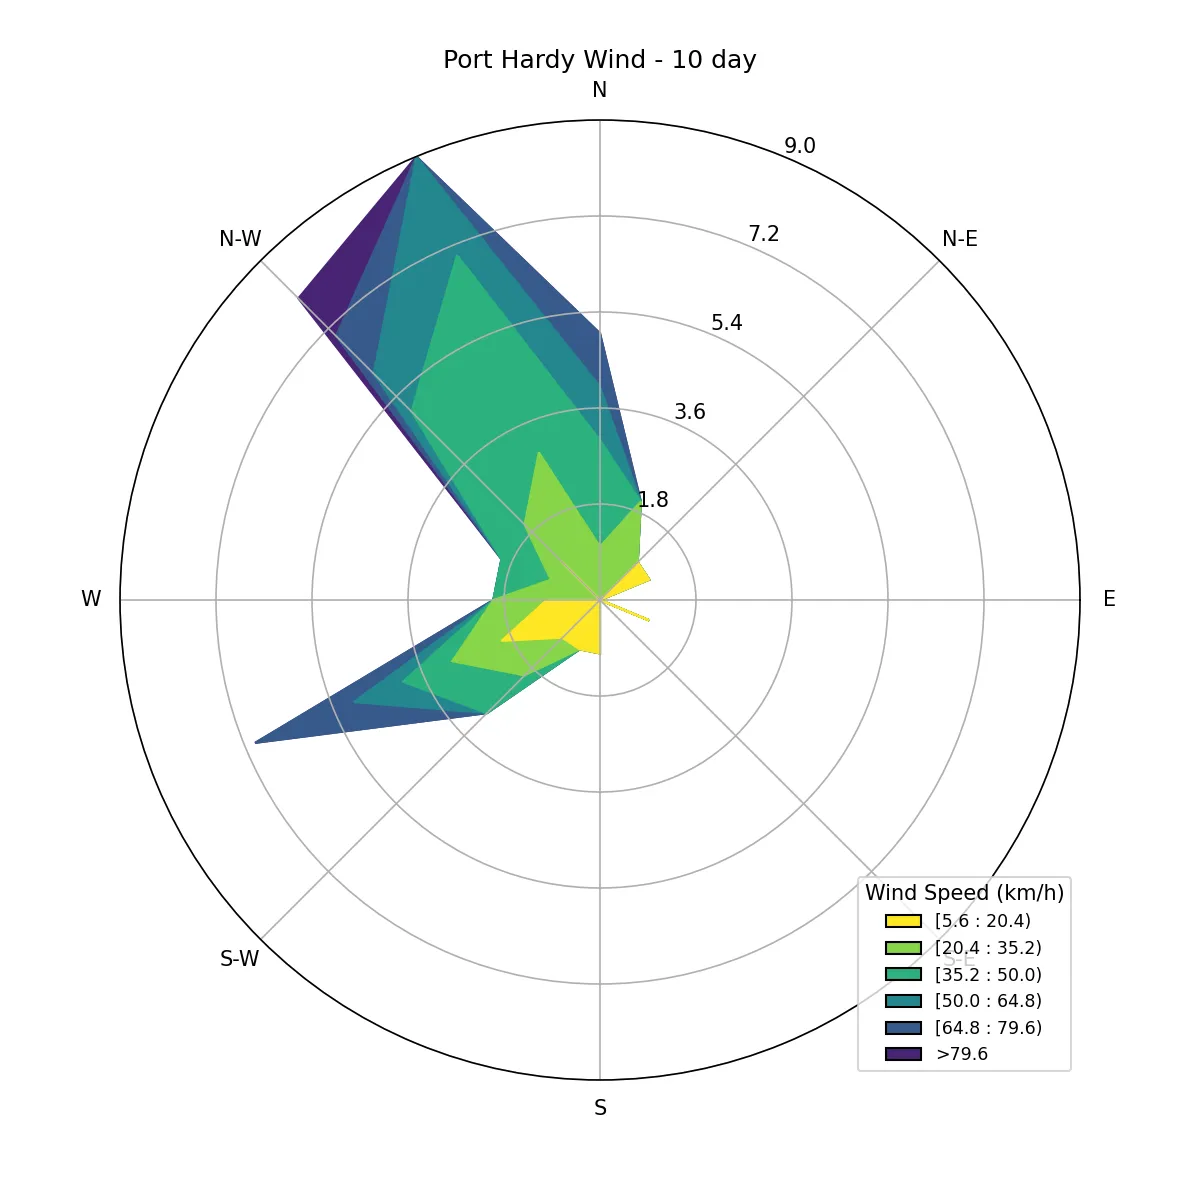 Port Hardy Wind - 10 day
N
9.0
N-W
N-E
7.2
5.4
3.6
1.8
W
E
S-W
S-E
S
Wind Speed (km/h)
[5.6 : 20.4)
[20.4 : 35.2)
[35.2 : 50.0)
[50.0 : 64.8)
[64.8 : 79.6)
>79.6